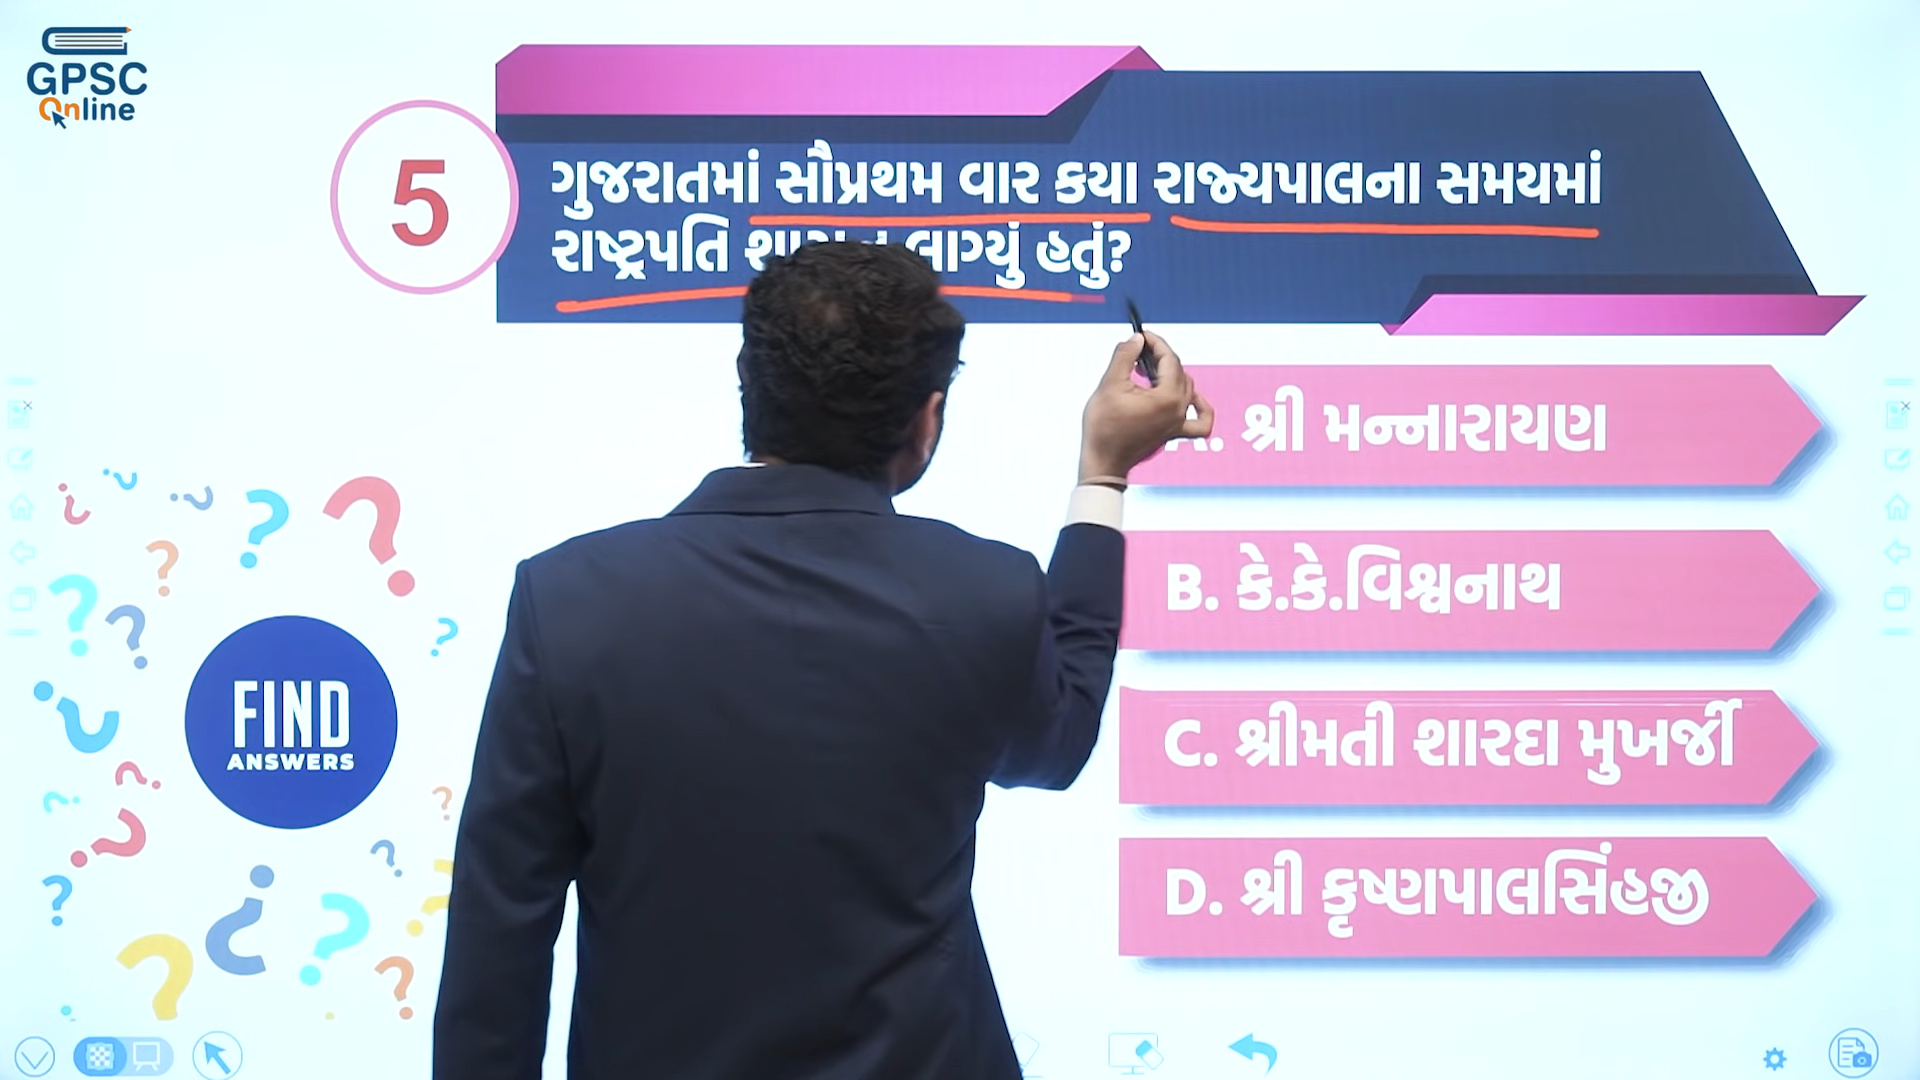 GPSC
Online
5
ગુજરાતમાં સૌપ્રથમ વાર કયા રાજ્યપાલના સમયમાં
રાષ્ટ્રપતિ લાગ્યું હતું?
A. શ્રી મન્નારાયણ
B. કે.કે.વિશ્વનાથ
C. શ્રીમતી શારદા મુખર્જી
D. શ્રી કૃષ્ણપાલસિંહજી
FIND
ANSWERS